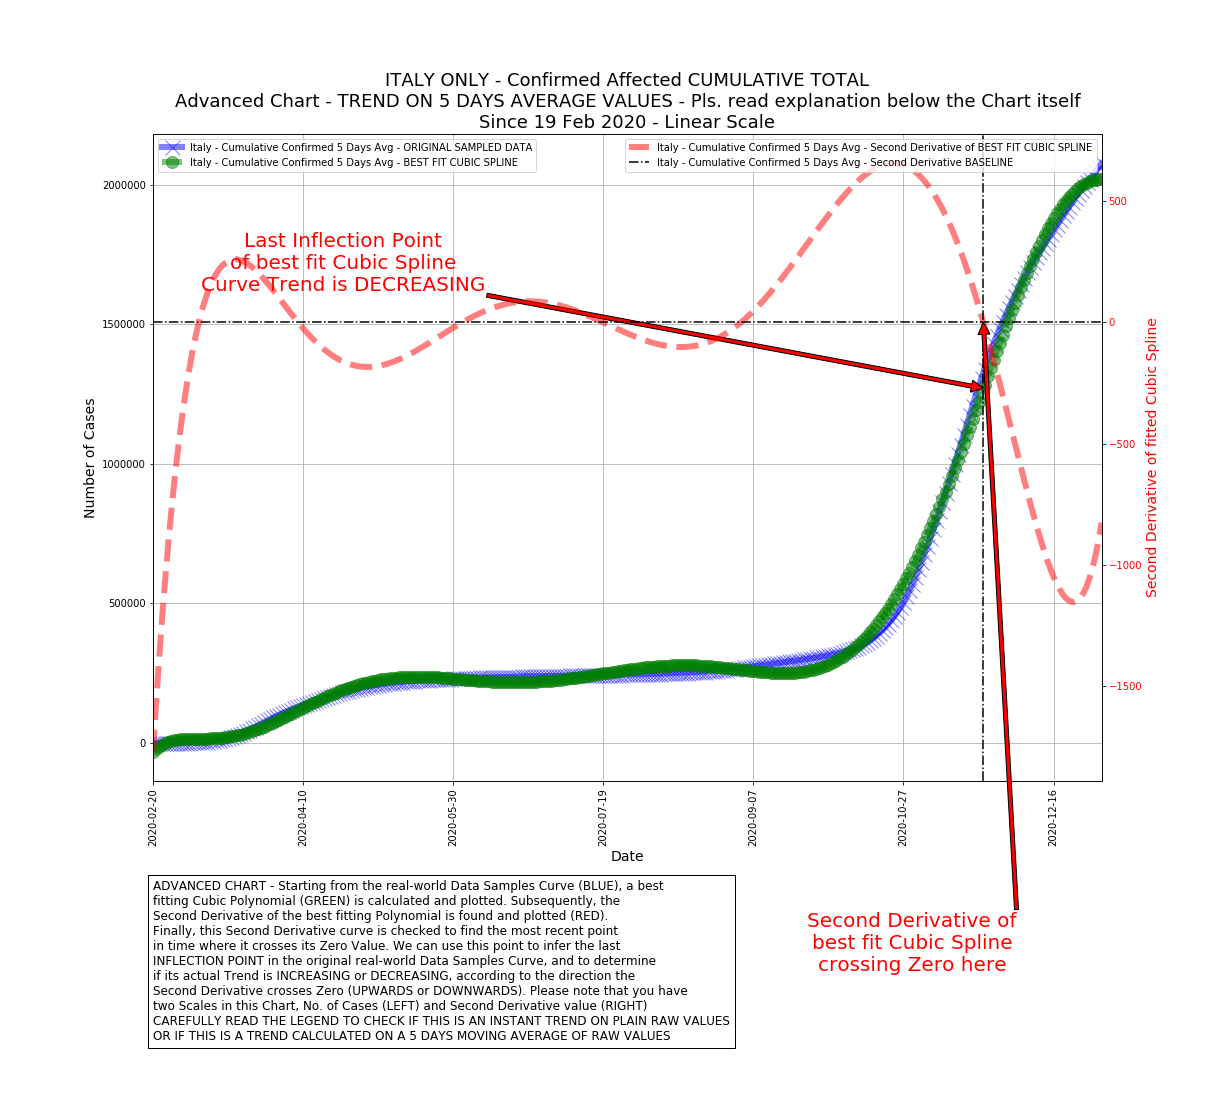 ITALY ONLY - Confirmed Affected CUMULATIVE TOTAL
Advanced Chart - TREND ON 5 DAYS AVERAGE VALUES - Pls. read explanation below the Chart itself
Since 19 Feb 2020 - Linear Scale
Italy - Cumulative Confirmed 5 Days Avg - ORIGINAL SAMPLED DATA
Italy - Cumulative Confirmed 5 Days Avg - BEST FIT CUBIC SPLINE
Italy - Cumulative Confirmed 5 Days Avg - Second Derivative of BEST FIT CUBIC SPLINE
Italy - Cumulative Confirmed 5 Days Avg - Second Derivative BASELINE
Last Inflection Point
of best fit Cubic Spline
Curve Trend is DECREASING
Number of Cases
2000000
1500000
1000000
500000
0
500
0
−500
−1000
−1500
Second Derivative of fitted Cubic Spline
2020-02-20
2020-04-10
2020-05-30
2020-07-19
2020-09-07
2020-10-27
2020-12-16
Date
Second Derivative of
best fit Cubic Spline
crossing Zero here
ADVANCED CHART - Starting from the real-world Data Samples Curve (BLUE), a best
fitting Cubic Polynomial (GREEN) is calculated and plotted. Subsequently, the
Second Derivative of the best fitting Polynomial is found and plotted (RED).
Finally, this Second Derivative curve is checked to find the most recent point
in time where it crosses its Zero Value. We can use this point to infer the last
INFLECTION POINT in the original real-world Data Samples Curve, and to determine
if its actual Trend is INCREASING or DECREASING, according to the direction the
Second Derivative crosses Zero (UPWARDS or DOWNWARDS). Please note that you have
two Scales in this Chart, No. of Cases (LEFT) and Second Derivative value (RIGHT)
CAREFULLY READ THE LEGEND TO CHECK IF THIS IS AN INSTANT TREND ON PLAIN RAW VALUES
OR IF THIS IS A TREND CALCULATED ON A 5 DAYS MOVING AVERAGE OF RAW VALUES